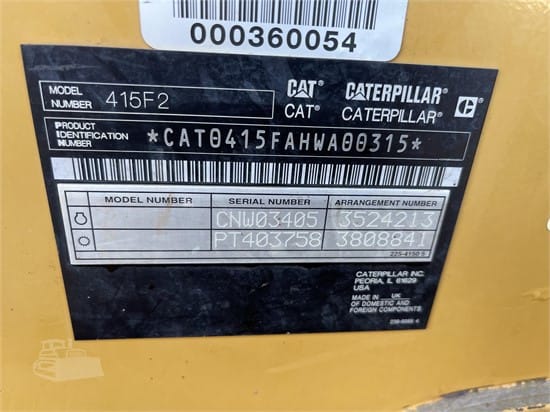 000360054
MODEL NUMBER 415F2
CAT® CATERPILLAR®
CAT® CATERPILLAR®
PRODUCT IDENTIFICATION NUMBER *CAT0415FAHWA00315*
MODEL NUMBER SERIAL NUMBER ARRANGEMENT NUMBER
CNW03405 3524213
PT403758 3808841
225-4150 5
CATERPILLAR INC.
PEORIA, IL 61629
USA
MADE IN UK
OF DOMESTIC AND
FOREIGN COMPONENTS